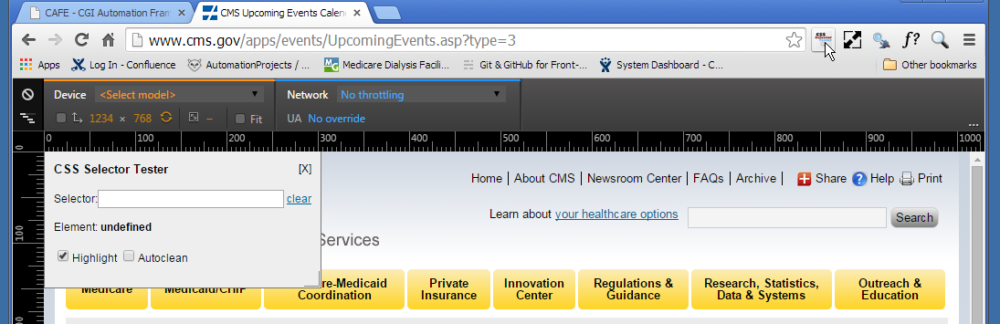 CAFE - CGI Automation Fram
CMS Upcoming Events Calen
www.cms.gov/apps/events/UpcomingEvents.asp?type=3
CSS
f?
Apps
Log In - Confluence
AutomationProjects / ...
Medicare Dialysis Facili...
Git & GitHub for Front-...
System Dashboard - C...
Other bookmarks
Device <Select model>
Network No throttling
1234 × 768
Fit
UA No override
...
0 100 200 300 400 500 600 700 800 900 1000
0
100
CSS Selector Tester [X]
Selector: clear
Element: undefined
Highlight Autoclean
Home | About CMS | Newsroom Center | FAQs | Archive | Share Help Print
Learn about your healthcare options Search
Services
Medicare
Medicaid/CHIP
re-Medicaid
Coordination
Private
Insurance
Innovation
Center
Regulations &
Guidance
Research, Statistics,
Data & Systems
Outreach &
Education